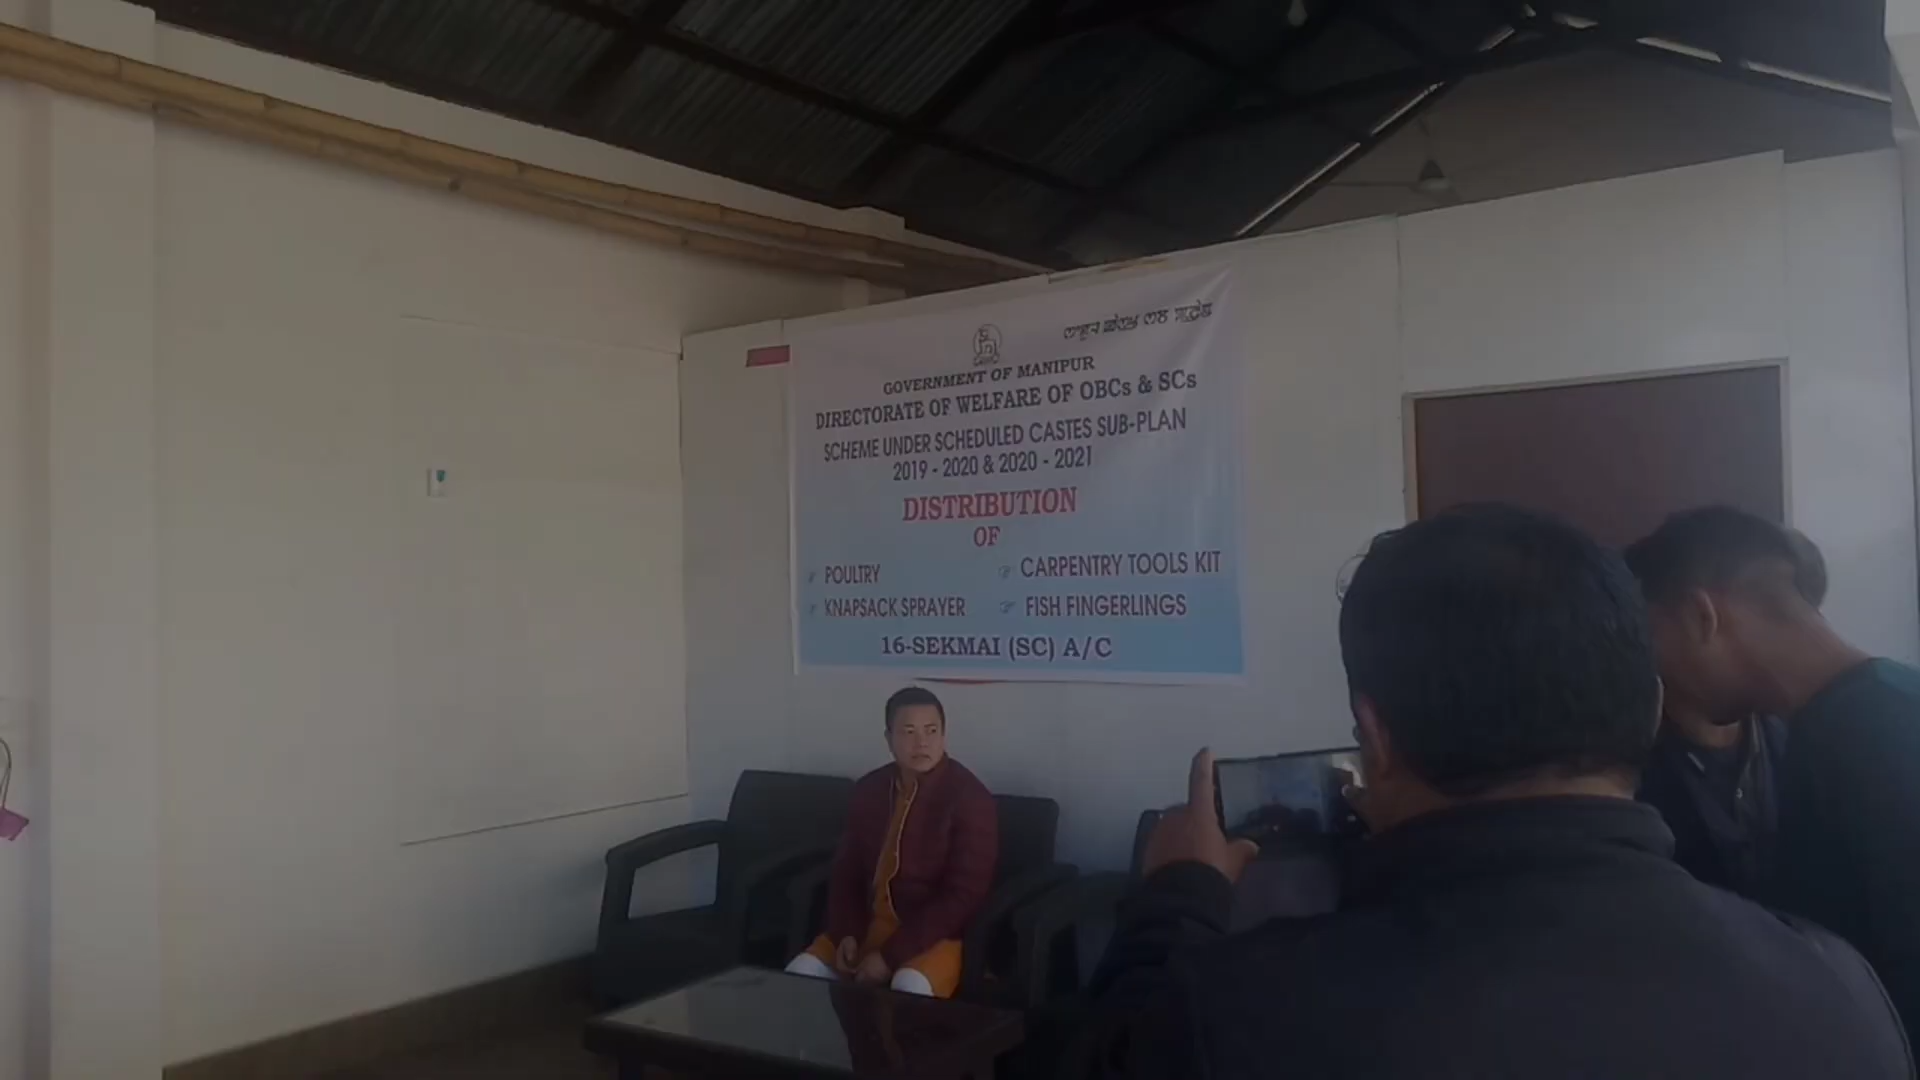 GOVERNMENT OF MANIPUR
DIRECTORATE OF WELFARE OF OBCs & SCs
SCHEME UNDER SCHEDULED CASTES SUB-PLAN
2019 - 2020 & 2020 - 2021
DISTRIBUTION
OF
☞ POULTRY ☞ CARPENTRY TOOLS KIT
☞ KNAPSACK SPRAYER ☞ FISH FINGERLINGS
16-SEKMAI (SC) A/C